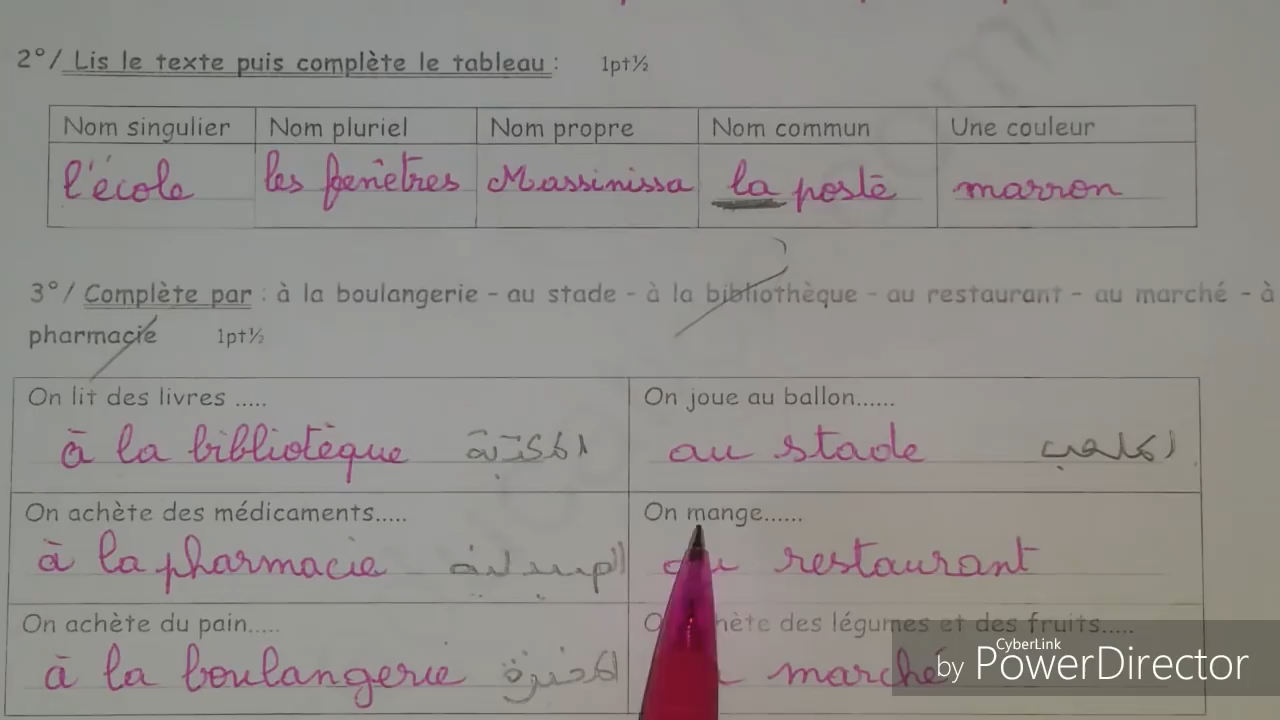 2°/ Lis le texte puis complète le tableau : 1pt½
Nom singulier Nom pluriel Nom propre Nom commun Une couleur
l'école les fenêtres Massinissa la poste marron
3°/ Complète par : à la boulangerie - au stade - à la bibliothèque - au restaurant - au marché - à
pharmacie 1pt½
On lit des livres ..... On joue au ballon......
à la bibliotèque المكتبة au stade الملعب
On achète des médicaments..... On mange......
à la pharmacie الصيدلية au restaurant
On achète du pain..... des légumes et des fruits.....
à la boulangerie المخبزة marché
CyberLink
by PowerDirector